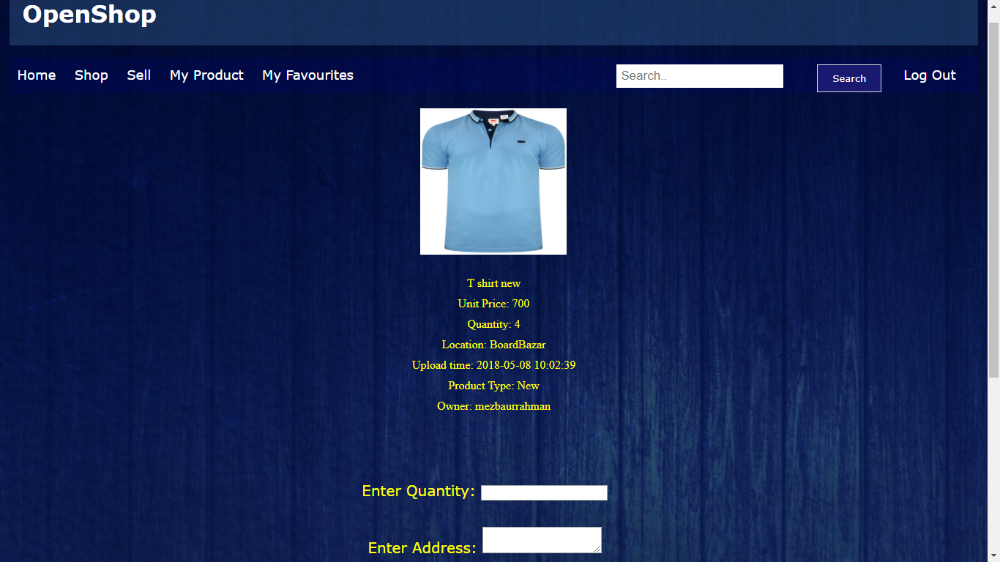 OpenShop
Home Shop Sell My Product My Favourites Search.. Search Log Out
T shirt new
Unit Price: 700
Quantity: 4
Location: BoardBazar
Upload time: 2018-05-08 10:02:39
Product Type: New
Owner: mezbaurrahman
Enter Quantity:
Enter Address: